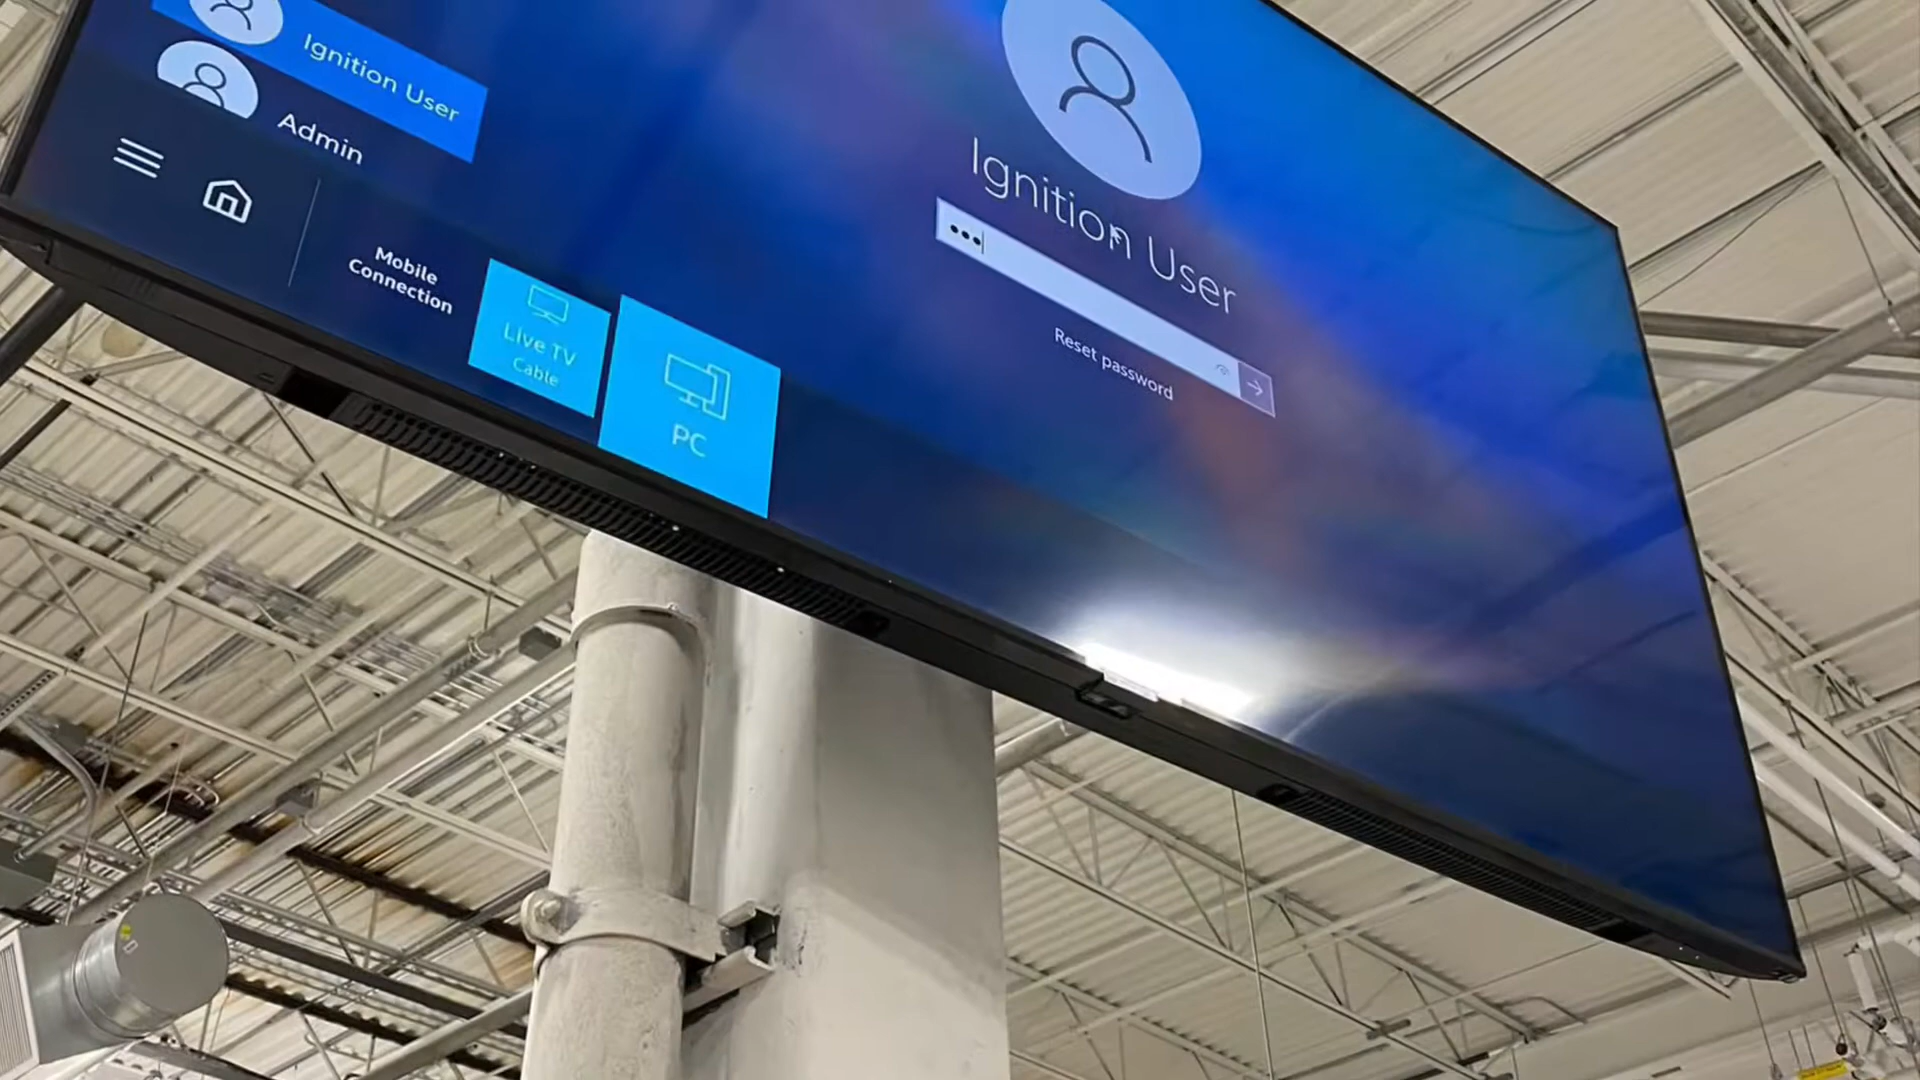 Ignition User
Admin
Mobile
Connection
Live TV
Cable
PC
Ignition User
•••
Reset password